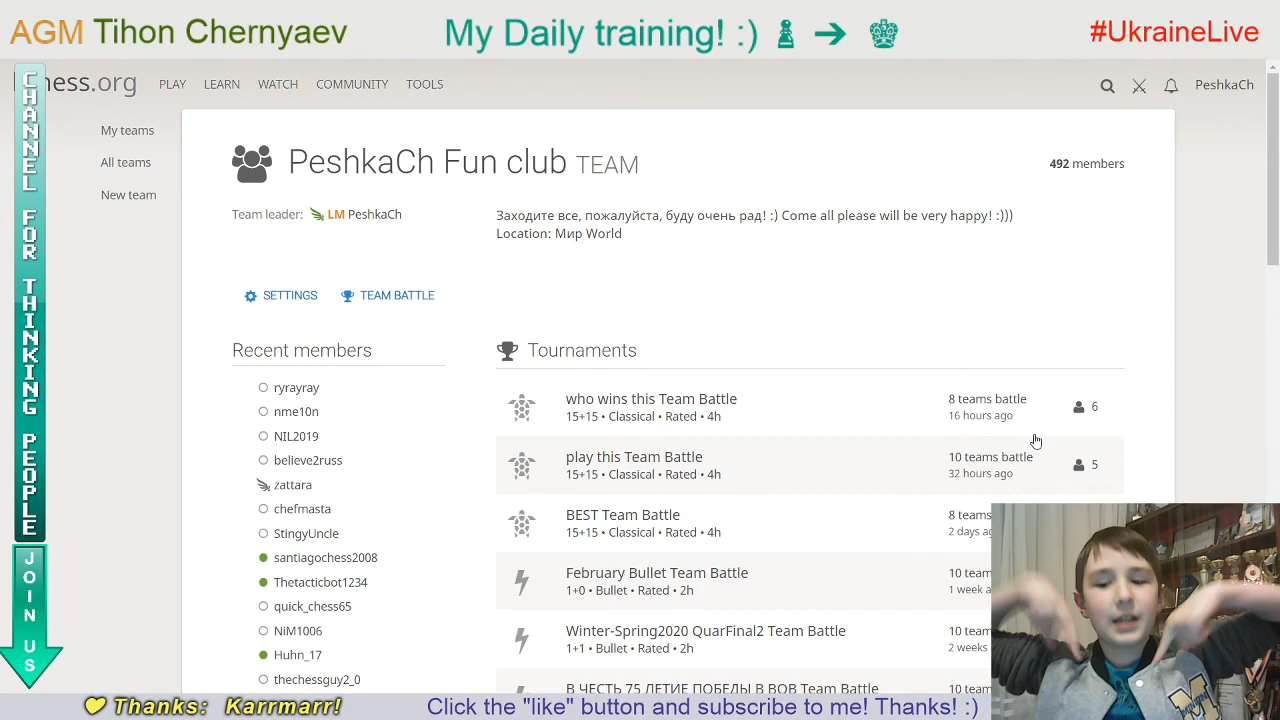 AGM Tihon Chernyaev
My Daily training! :) ♟ → ♚
#UkraineLive
CHANNEL FOR THINKING PEOPLE
JOIN US
hess.org
PLAY LEARN WATCH COMMUNITY TOOLS
PeshkaCh
My teams
All teams
New team
PeshkaCh Fun club TEAM
492 members
Team leader: LM PeshkaCh
Заходите все, пожалуйста, буду очень рад! :) Come all please will be very happy! :)))
Location: Мир World
SETTINGS
TEAM BATTLE
Recent members
ryrayray
nme10n
NIL2019
believe2russ
zattara
chefmasta
StIngyUncle
santiagochess2008
Thetacticbot1234
quick_chess65
NiM1006
Huhn_17
thechessguy2_0
Tournaments
who wins this Team Battle
15+15 • Classical • Rated • 4h
8 teams battle
16 hours ago
6
play this Team Battle
15+15 • Classical • Rated • 4h
10 teams battle
32 hours ago
5
BEST Team Battle
15+15 • Classical • Rated • 4h
8 teams
2 days
February Bullet Team Battle
1+0 • Bullet • Rated • 2h
10 team
1 week
Winter-Spring2020 QuarFinal2 Team Battle
1+1 • Bullet • Rated • 2h
10 team
2 weeks
В ЧЕСТЬ 75 ЛЕТИЕ ПОБЕДЫ В ВОВ Team Battle
10 team
Thanks: Karrmarr!
Click the "like" button and subscribe to me! Thanks! :)